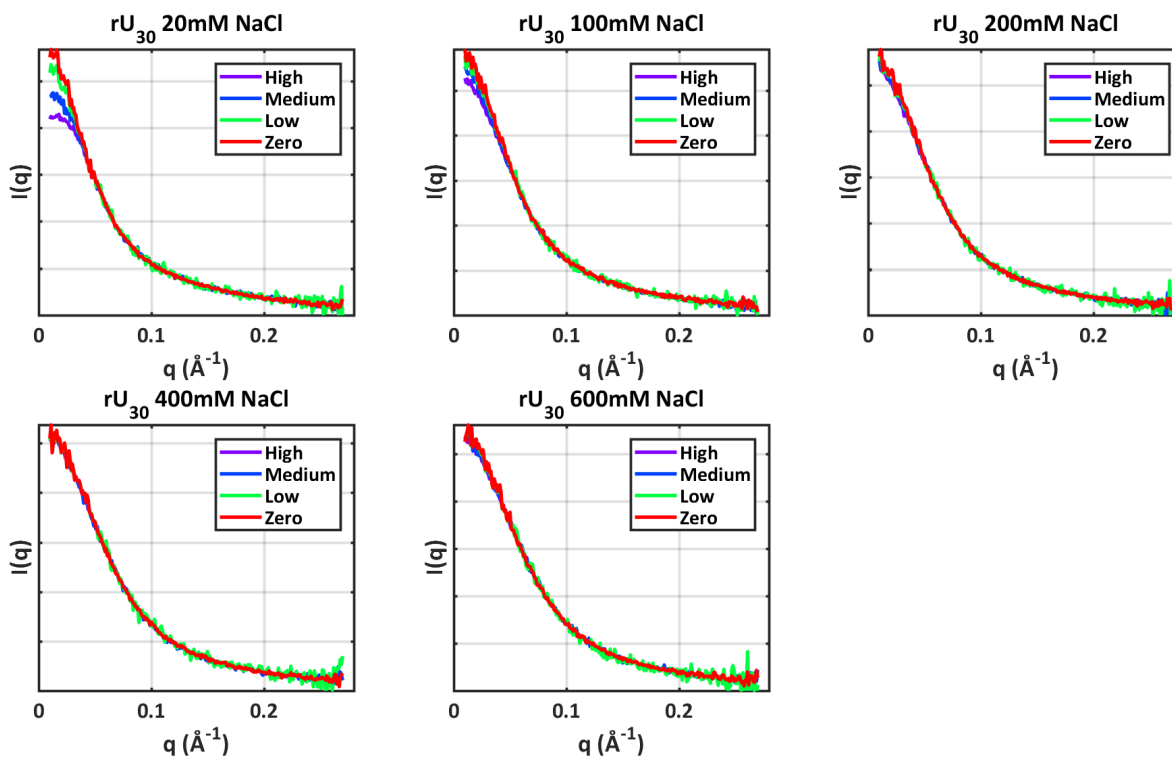 rU30 20mM NaCl
I(q)
High
Medium
Low
Zero
0
0.1
0.2
q (Å-1)
rU30 100mM NaCl
I(q)
High
Medium
Low
Zero
0
0.1
0.2
q (Å-1)
rU30 200mM NaCl
I(q)
High
Medium
Low
Zero
0
0.1
0.2
q (Å-1)
rU30 400mM NaCl
I(q)
High
Medium
Low
Zero
0
0.1
0.2
q (Å-1)
rU30 600mM NaCl
I(q)
High
Medium
Low
Zero
0
0.1
0.2
q (Å-1)